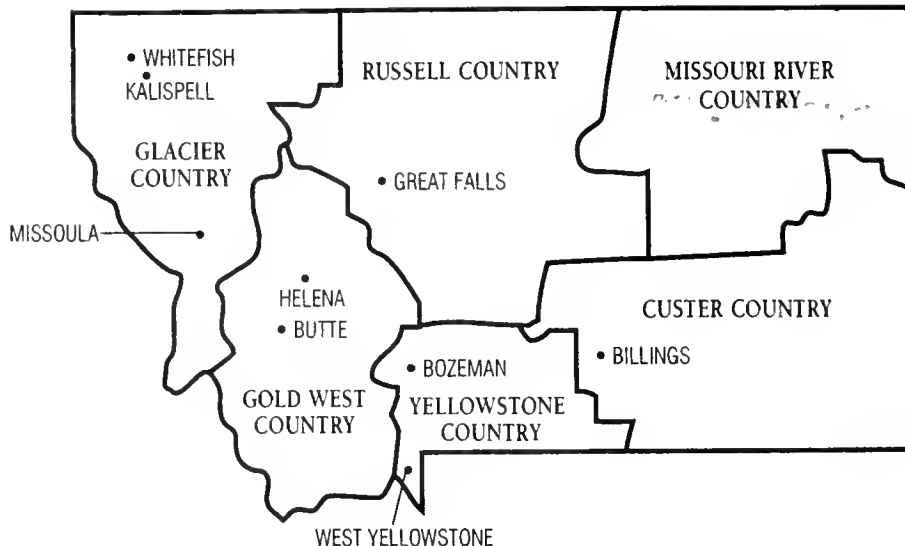 WHITEFISH
KALISPELL
RUSSELL COUNTRY
MISSOURI RIVER
COUNTRY
GLACIER
COUNTRY
GREAT FALLS
MISSOULA
HELENA
BUTTE
CUSTER COUNTRY
BILLINGS
BOZEMAN
GOLD WEST
COUNTRY
YELLOWSTONE
COUNTRY
WEST YELLOWSTONE